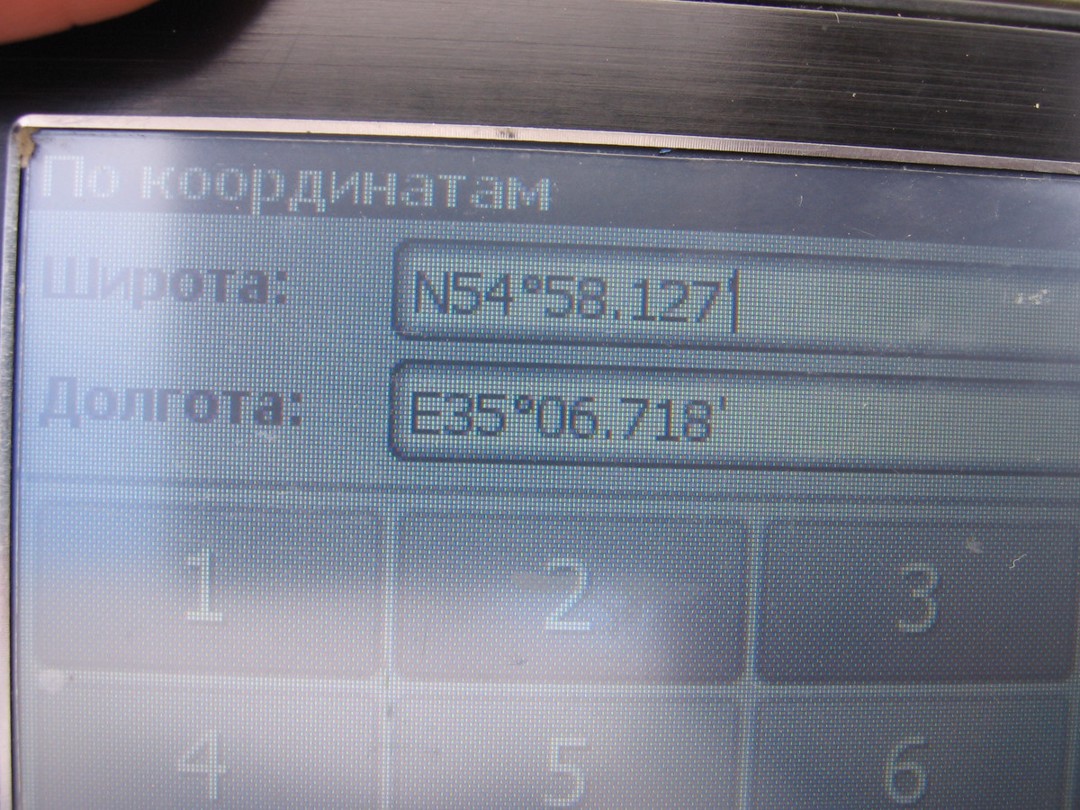 По координатам
Широта: N54°58.127'
Долгота: E35°06.718'
1 2 3
4 5 6